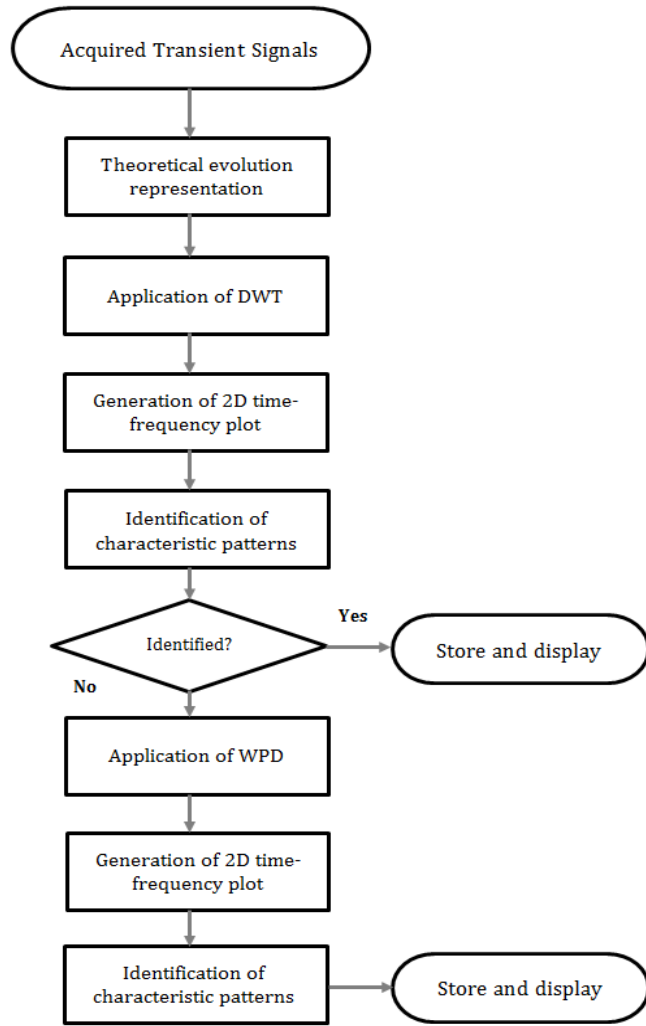 Acquired Transient Signals
Theoretical evolution
representation
Application of DWT
Generation of 2D time-
frequency plot
Identification of
characteristic patterns
Identified?
Yes
Store and display
No
Application of WPD
Generation of 2D time-
frequency plot
Identification of
characteristic patterns
Store and display